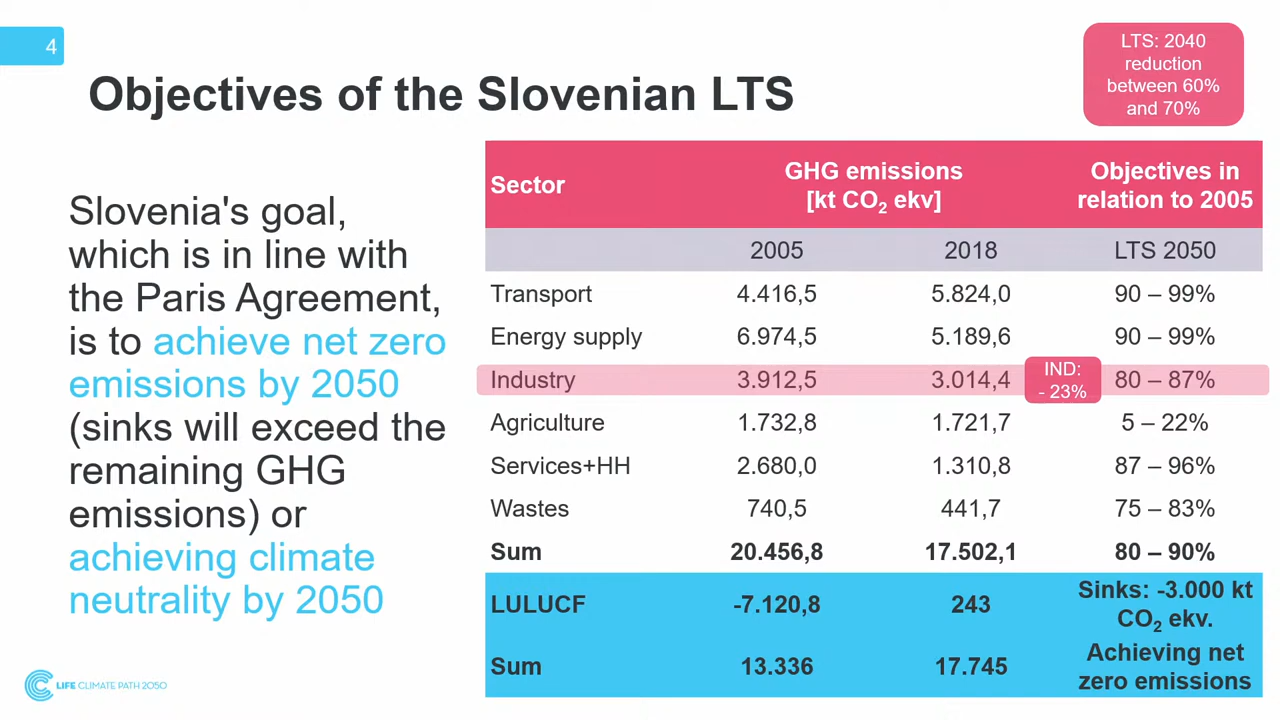 4
LTS: 2040
reduction
between 60%
and 70%
Objectives of the Slovenian LTS
Slovenia's goal,
which is in line with
the Paris Agreement,
is to achieve net zero
emissions by 2050
(sinks will exceed the
remaining GHG
emissions) or
achieving climate
neutrality by 2050
Sector GHG emissions [kt CO₂ ekv] Objectives in relation to 2005
2005 2018 LTS 2050
Transport 4.416,5 5.824,0 90 – 99%
Energy supply 6.974,5 5.189,6 90 – 99%
Industry 3.912,5 3.014,4 IND: - 23% 80 – 87%
Agriculture 1.732,8 1.721,7 5 – 22%
Services+HH 2.680,0 1.310,8 87 – 96%
Wastes 740,5 441,7 75 – 83%
Sum 20.456,8 17.502,1 80 – 90%
LULUCF -7.120,8 243 Sinks: -3.000 kt CO₂ ekv.
Sum 13.336 17.745 Achieving net zero emissions
LIFE CLIMATE PATH 2050